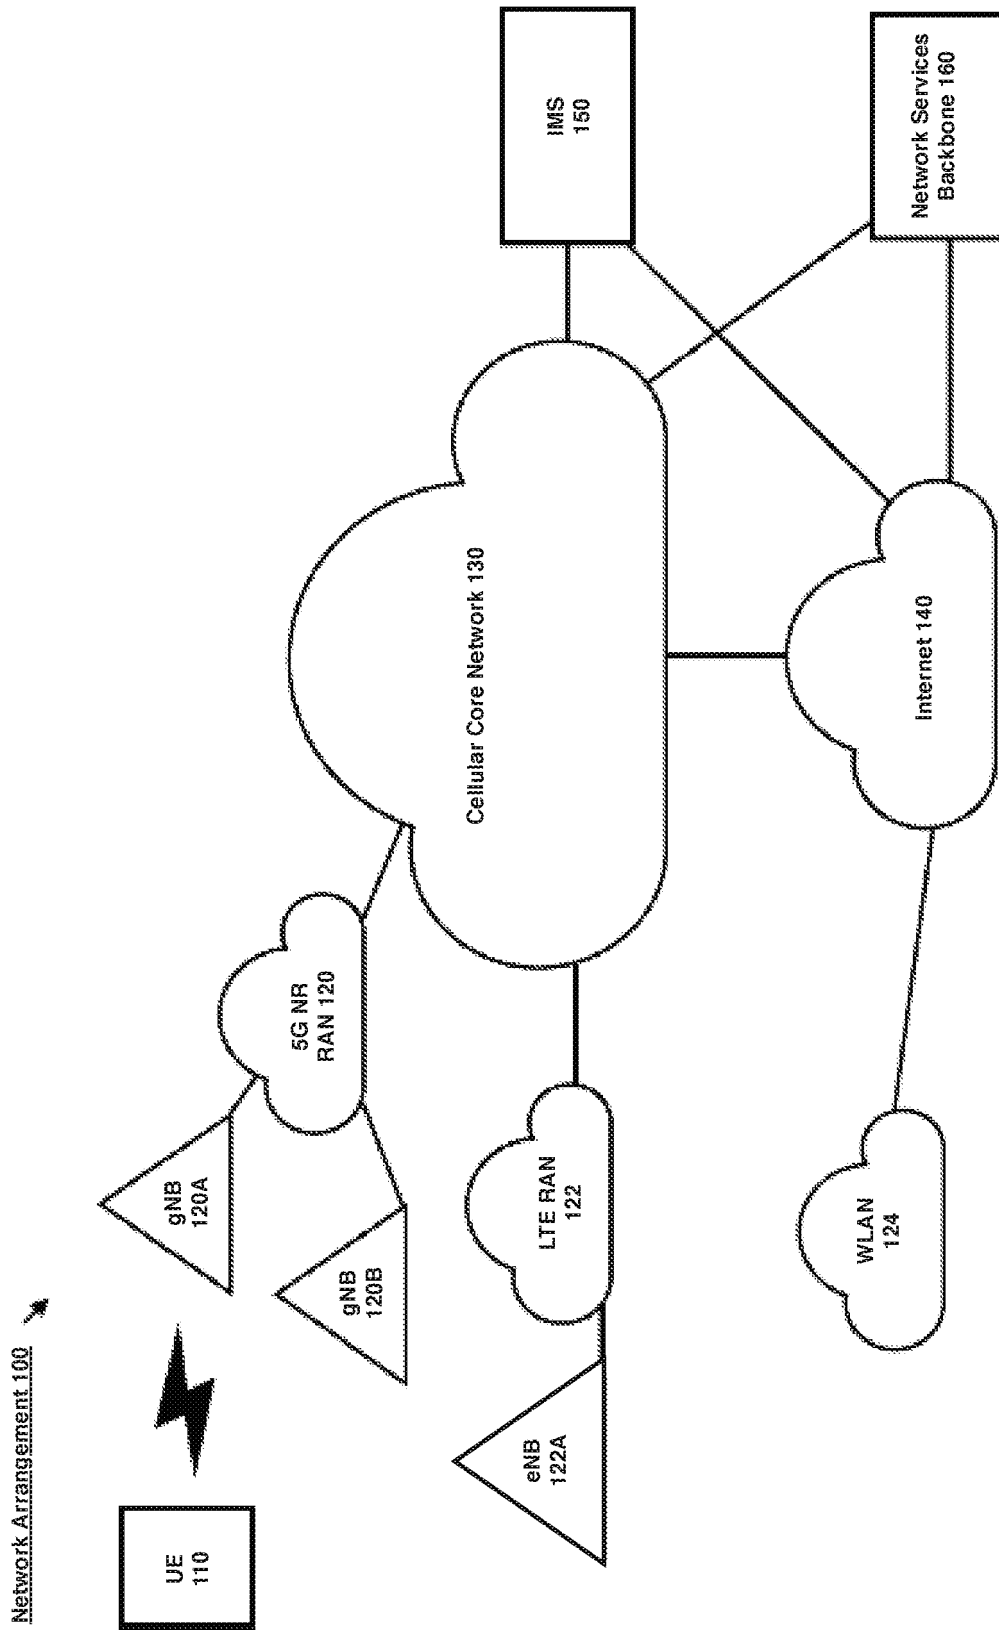 Network Arrangement 100
UE
110
gNB
120A
gNB
120B
5G NR
RAN 120
eNB
122A
LTE RAN
122
Cellular Core Network 130
IMS
150
WLAN
124
Internet 140
Network Services
Backbone 160